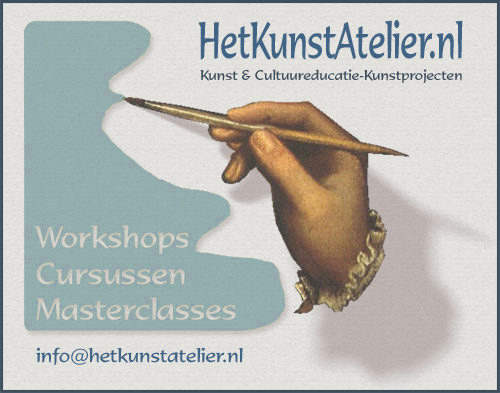 HetKunstAtelier.nl
Kunst & Cultuureducatie-Kunstprojecten
Workshops
Cursussen
Masterclasses
info@hetkunstatelier.nl